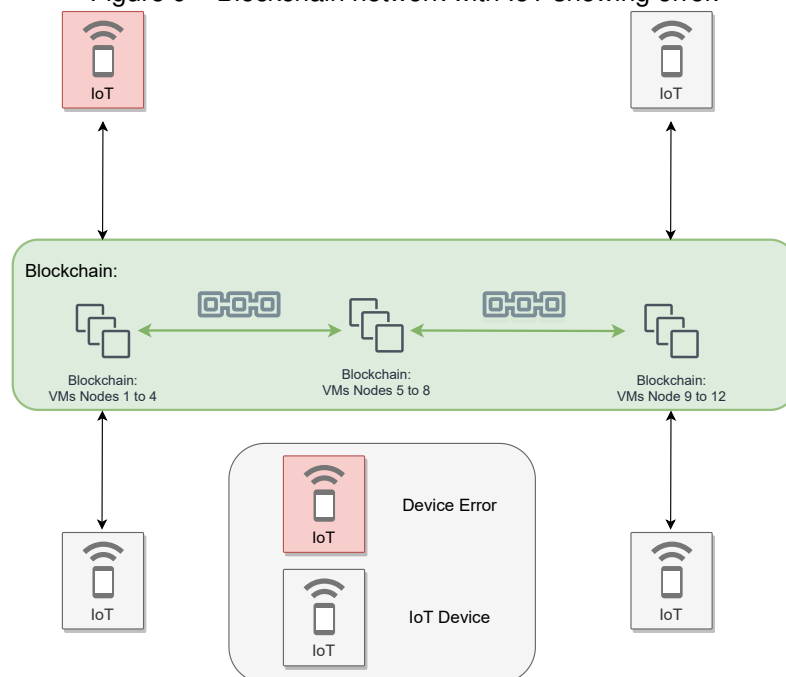 IoT
IoT
Blockchain:
Blockchain:
VMs Nodes 1 to 4
Blockchain:
VMs Nodes 5 to 8
Blockchain:
VMs Node 9 to 12
IoT
Device Error
IoT
IoT
IoT Device
IoT
IoT